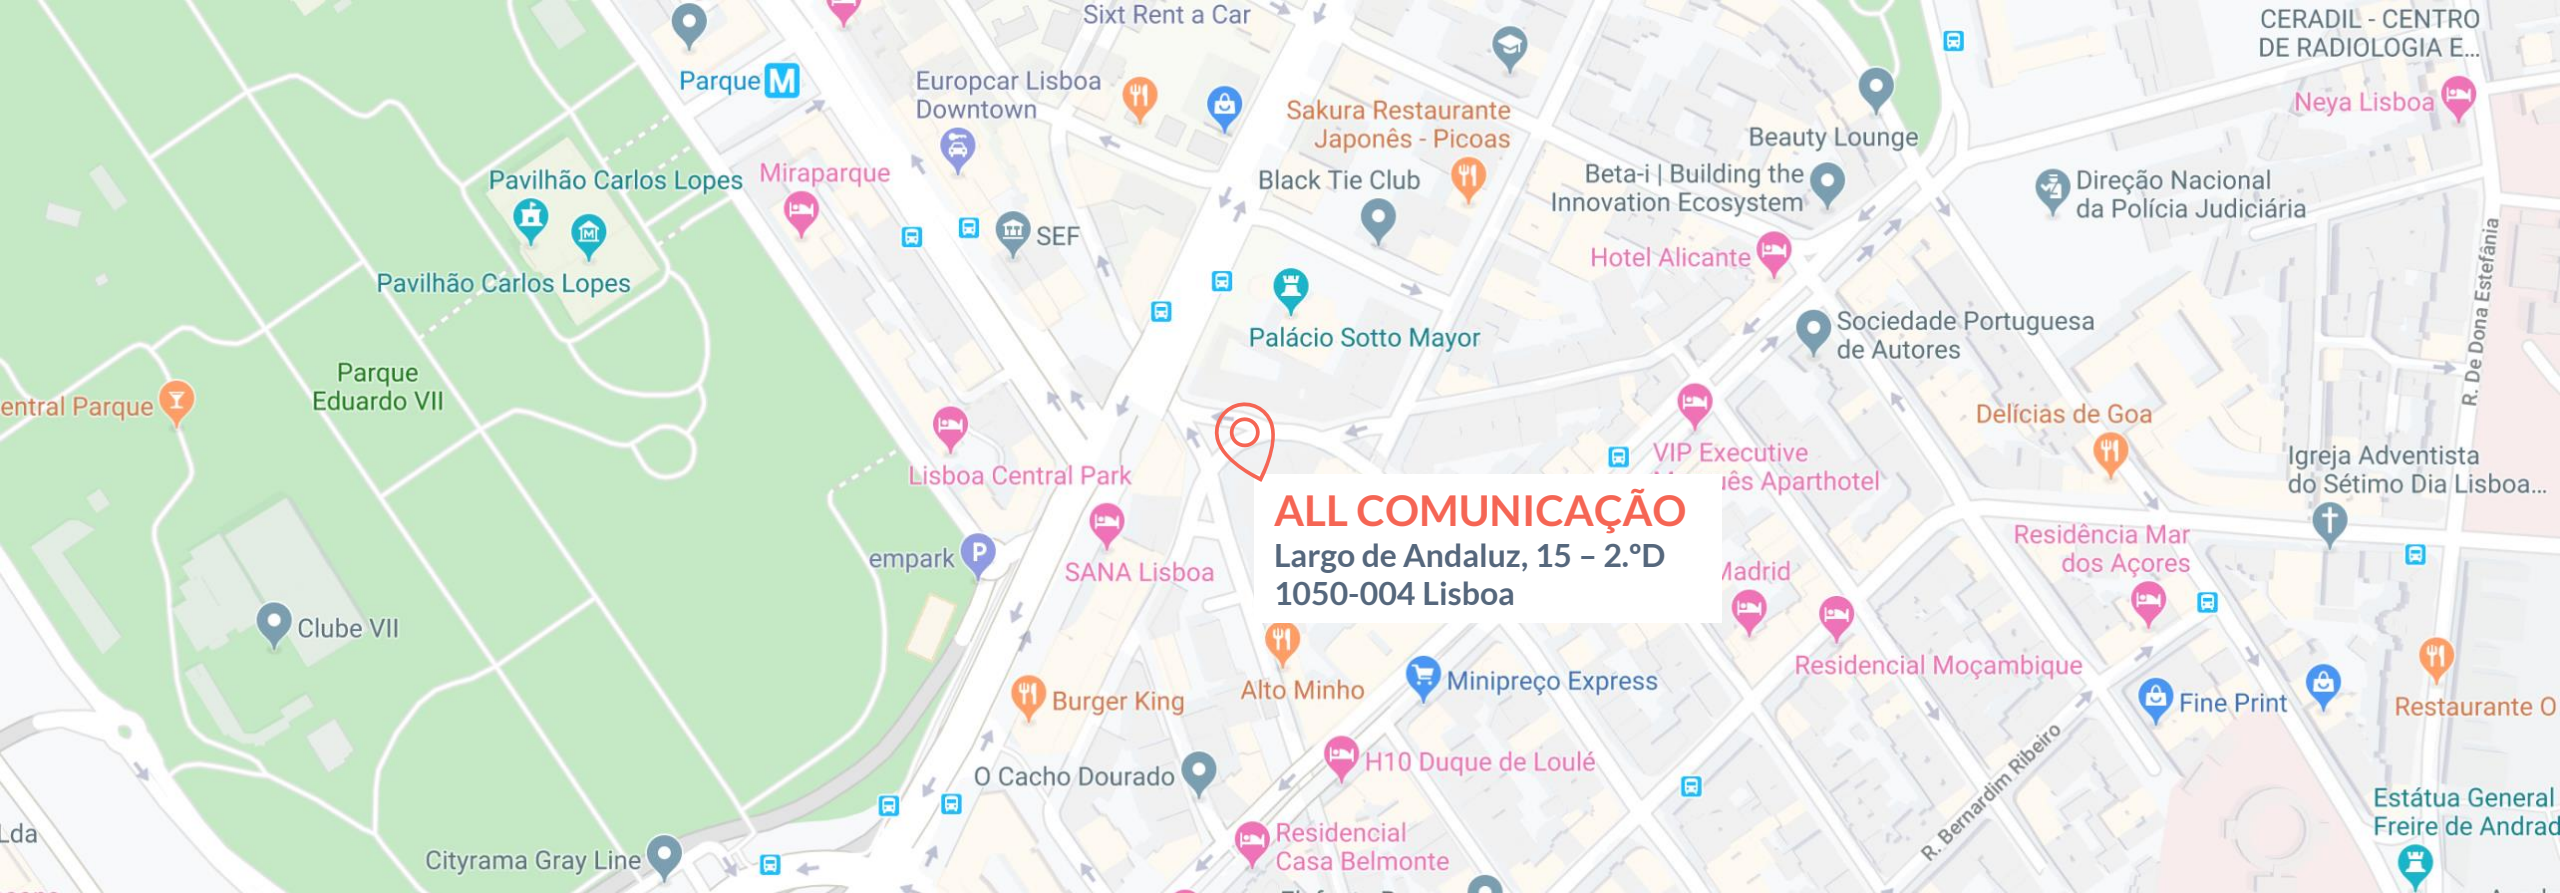 Sixt Rent a Car
CERADIL - CENTRO
DE RADIOLOGIA E...
Parque M
Europcar Lisboa
Downtown
Neya Lisboa
Sakura Restaurante
Japonês - Picoas
Beauty Lounge
Pavilhão Carlos Lopes
Miraparque
Black Tie Club
Beta-i | Building the
Innovation Ecosystem
Direção Nacional
da Polícia Judiciária
SEF
Hotel Alicante
Pavilhão Carlos Lopes
Palácio Sotto Mayor
Sociedade Portuguesa
de Autores
R. De Dona Estefânia
Parque
Eduardo VII
entral Parque
Delícias de Goa
Lisboa Central Park
VIP Executive
ês Aparthotel
Igreja Adventista
do Sétimo Dia Lisboa...
ALL COMUNICAÇÃO
Largo de Andaluz, 15 – 2.ºD
1050-004 Lisboa
Residência Mar
dos Açores
empark
P
SANA Lisboa
Madrid
Clube VII
Residencial Moçambique
Burger King
Alto Minho
Minipreço Express
Fine Print
Restaurante O
O Cacho Dourado
H10 Duque de Loulé
R. Bernardim Ribeiro
Estátua General
Freire de Andrad
Lda
Cityrama Gray Line
Residencial
Casa Belmonte